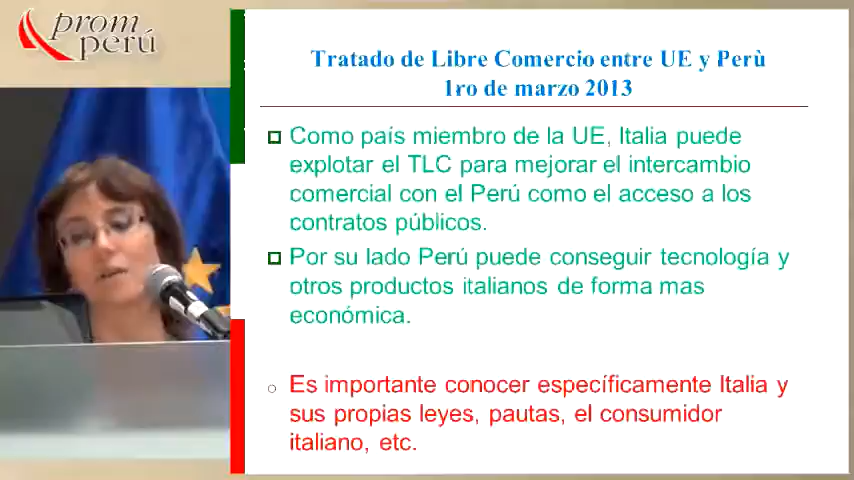 prom
perú
Tratado de Libre Comercio entre UE y Perù
1ro de marzo 2013
Como país miembro de la UE, Italia puede
explotar el TLC para mejorar el intercambio
comercial con el Perú como el acceso a los
contratos públicos.
Por su lado Perú puede conseguir tecnología y
otros productos italianos de forma mas
económica.
Es importante conocer específicamente Italia y
sus propias leyes, pautas, el consumidor
italiano, etc.